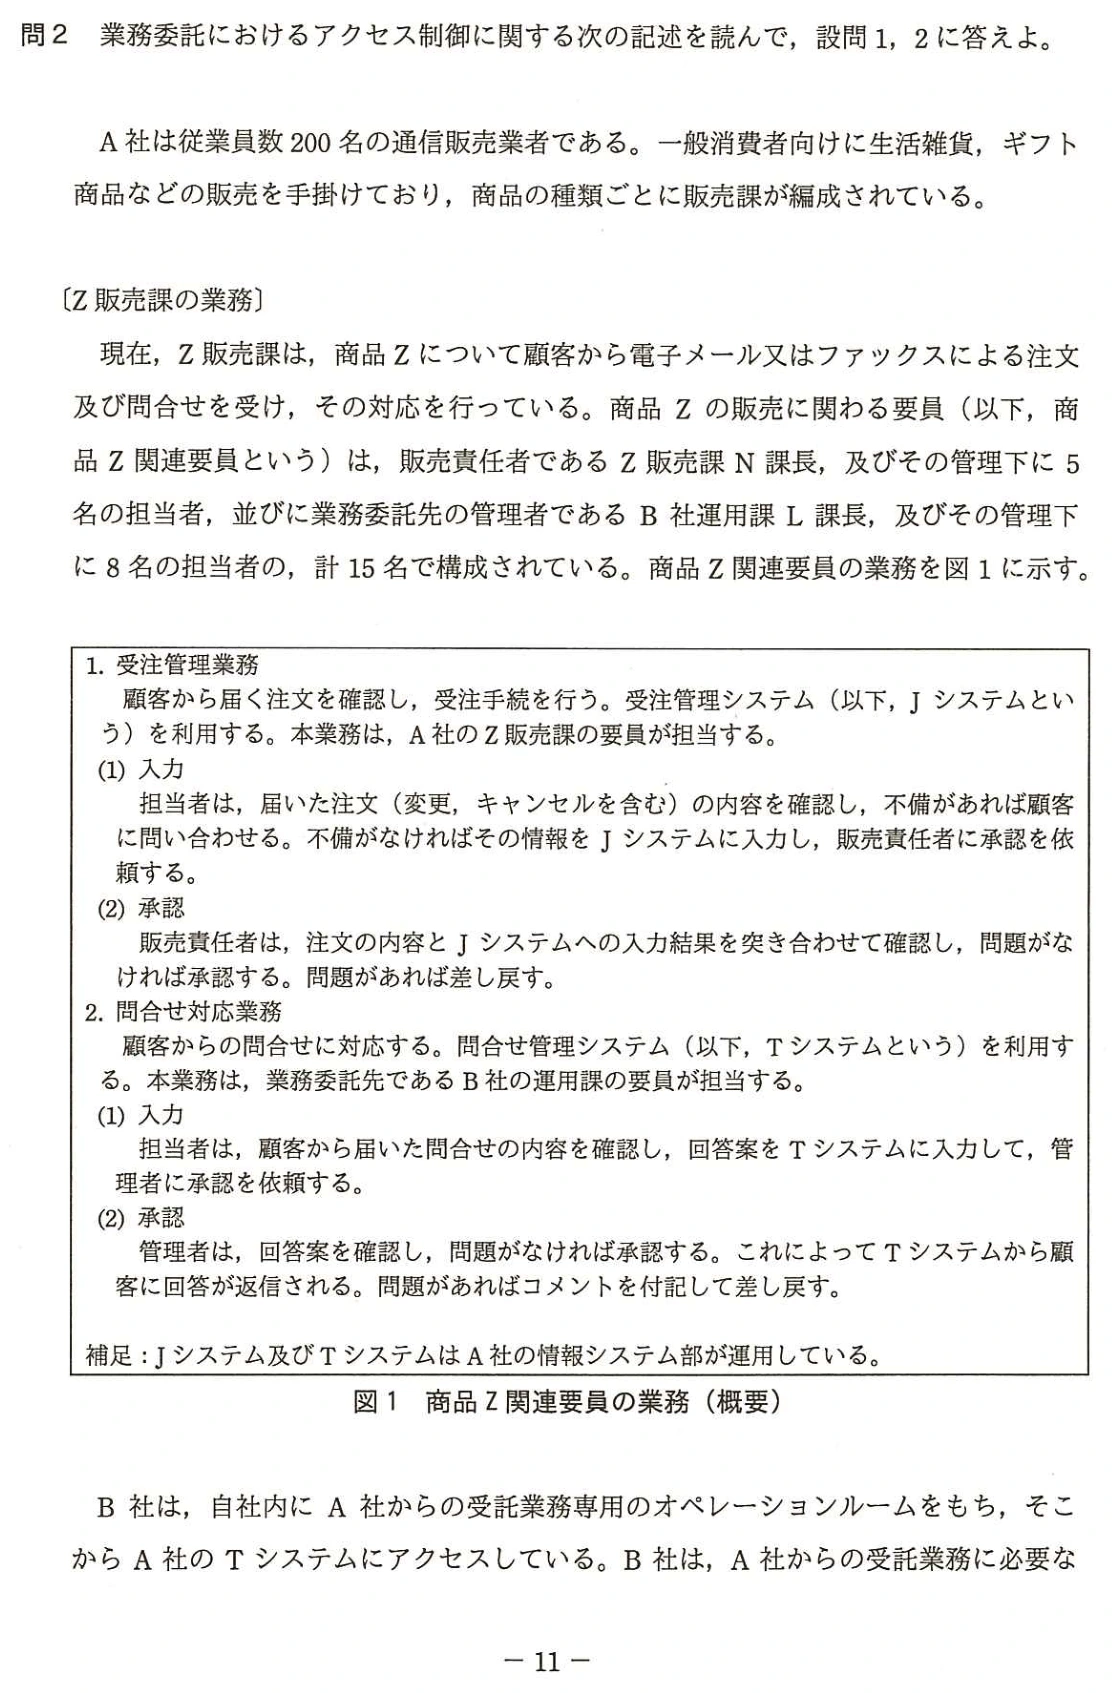 問2　業務委託におけるアクセス制御に関する次の記述を読んで，設問1，2に答えよ。
A社は従業員数200名の通信販売業者である。一般消費者向けに生活雑貨，ギフト
商品などの販売を手掛けており，商品の種類ごとに販売課が編成されている。
〔Z販売課の業務〕
現在，Z販売課は，商品Zについて顧客から電子メール又はファックスによる注文
及び問合せを受け，その対応を行っている。商品Zの販売に関わる要員（以下，商
品Z関連要員という）は，販売責任者であるZ販売課N課長，及びその管理下に5
名の担当者，並びに業務委託先の管理者であるB社運用課L課長，及びその管理下
に8名の担当者の，計15名で構成されている。商品Z関連要員の業務を図1に示す。
1. 受注管理業務
顧客から届く注文を確認し，受注手続を行う。受注管理システム（以下，Jシステムとい
う）を利用する。本業務は，A社のZ販売課の要員が担当する。
(1) 入力
担当者は，届いた注文（変更，キャンセルを含む）の内容を確認し，不備があれば顧客
に問い合わせる。不備がなければその情報をJシステムに入力し，販売責任者に承認を依
頼する。
(2) 承認
販売責任者は，注文の内容とJシステムへの入力結果を突き合わせて確認し，問題がな
ければ承認する。問題があれば差し戻す。
2. 問合せ対応業務
顧客からの問合せに対応する。問合せ管理システム（以下，Tシステムという）を利用す
る。本業務は，業務委託先であるB社の運用課の要員が担当する。
(1) 入力
担当者は，顧客から届いた問合せの内容を確認し，回答案をTシステムに入力して，管
理者に承認を依頼する。
(2) 承認
管理者は，回答案を確認し，問題がなければ承認する。これによってTシステムから顧
客に回答が返信される。問題があればコメントを付記して差し戻す。
補足：Jシステム及びTシステムはA社の情報システム部が運用している。
図1　商品Z関連要員の業務（概要）
B社は，自社内にA社からの受託業務専用のオペレーションルームをもち，そこ
からA社のTシステムにアクセスしている。B社は，A社からの受託業務に必要な
－ 11 －